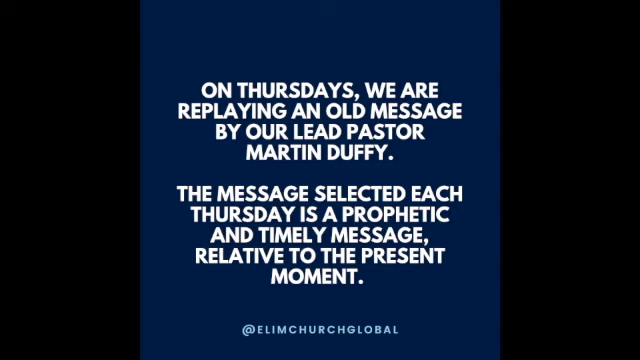 ON THURSDAYS, WE ARE
REPLAYING AN OLD MESSAGE
BY OUR LEAD PASTOR
MARTIN DUFFY.
THE MESSAGE SELECTED EACH
THURSDAY IS A PROPHETIC
AND TIMELY MESSAGE,
RELATIVE TO THE PRESENT
MOMENT.
@ELIMCHURCHGLOBAL